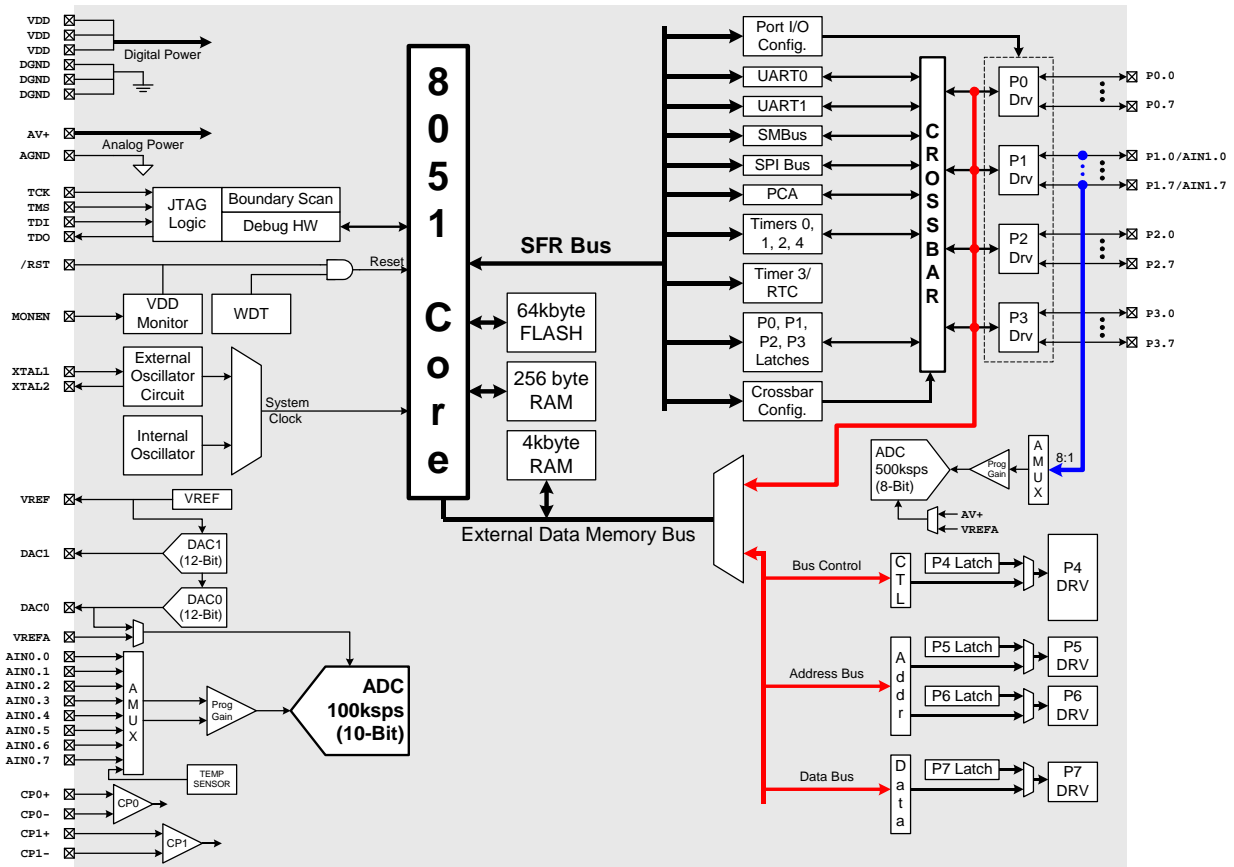 VDD
VDD
VDD
Digital Power
DGND
DGND
DGND
AV+
Analog Power
AGND
TCK
TMS
TDI
TDO
JTAG
Logic
Boundary Scan
Debug HW
/RST
Reset
MONEN
VDD
Monitor
WDT
XTAL1
XTAL2
External
Oscillator
Circuit
System
Clock
Internal
Oscillator
VREF
VREF
DAC1
DAC1
(12-Bit)
DAC0
DAC0
(12-Bit)
VREFA
AIN0.0
AIN0.1
AIN0.2
AIN0.3
AIN0.4
AIN0.5
AIN0.6
AIN0.7
AMUX
Prog
Gain
ADC
100ksps
(10-Bit)
TEMP
SENSOR
CP0+
CP0-
CP0
CP1+
CP1-
CP1
8051 Core
SFR Bus
64kbyte
FLASH
256 byte
RAM
4kbyte
RAM
External Data Memory Bus
Port I/O
Config.
UART0
UART1
SMBus
SPI Bus
PCA
Timers 0,
1, 2, 4
Timer 3/
RTC
P0, P1,
P2, P3
Latches
Crossbar
Config.
CROSSBAR
P0
Drv
P1
Drv
P2
Drv
P3
Drv
P0.0
P0.7
P1.0/AIN1.0
P1.7/AIN1.7
P2.0
P2.7
P3.0
P3.7
ADC
500ksps
(8-Bit)
Prog
Gain
AMUX
8:1
AV+
VREFA
Bus Control
CTL
P4 Latch
P4
DRV
Address Bus
Addr
P5 Latch
P5
DRV
P6 Latch
P6
DRV
Data Bus
Data
P7 Latch
P7
DRV